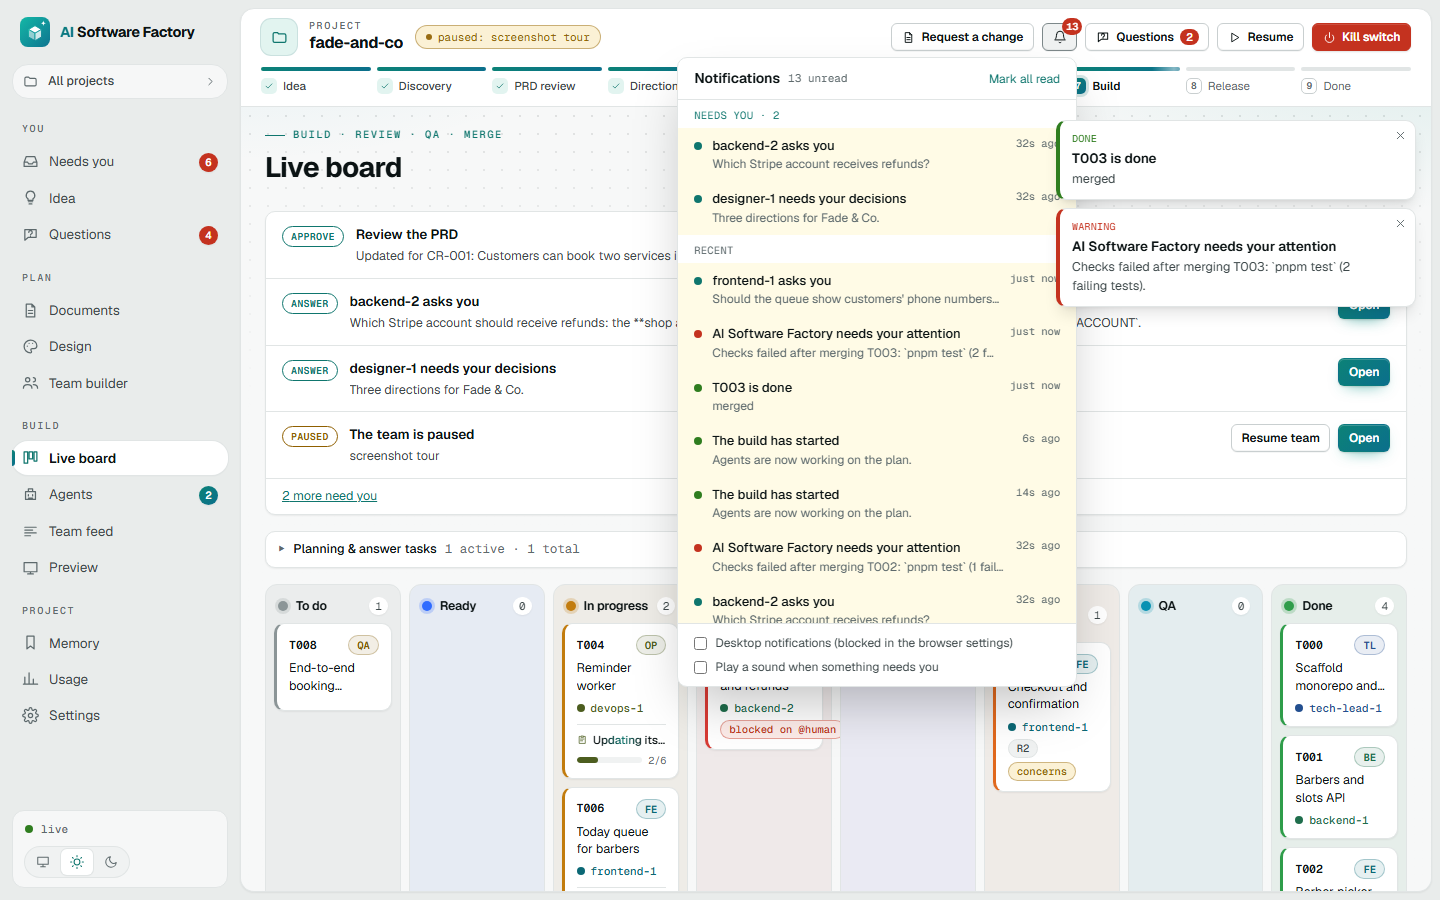 AI Software Factory
All projects
YOU
Needs you 6
Idea
Questions 4
PLAN
Documents
Design
Team builder
BUILD
Live board
Agents 2
Team feed
Preview
PROJECT
Memory
Usage
Settings
live
PROJECT
fade-and-co
paused: screenshot tour
Request a change
13
Questions 2
Resume
Kill switch
Idea
Discovery
PRD review
Direction
7 Build
8 Release
9 Done
BUILD · REVIEW · QA · MERGE
Live board
APPROVE Review the PRD
Updated for CR-001: Customers can book two services i
ANSWER backend-2 asks you
Which Stripe account should receive refunds: the **shop a
ACCOUNT`.
Open
ANSWER designer-1 needs your decisions
Three directions for Fade & Co.
Open
PAUSED The team is paused
screenshot tour
Resume team
Open
2 more need you
Planning & answer tasks 1 active · 1 total
Notifications 13 unread
Mark all read
NEEDS YOU · 2
backend-2 asks you 32s ago
Which Stripe account receives refunds?
designer-1 needs your decisions 32s ago
Three directions for Fade & Co.
RECENT
frontend-1 asks you just now
Should the queue show customers' phone numbers…
AI Software Factory needs your attention just now
Checks failed after merging T003: `pnpm test` (2 f…
T003 is done just now
merged
The build has started 6s ago
Agents are now working on the plan.
The build has started 14s ago
Agents are now working on the plan.
AI Software Factory needs your attention 32s ago
Checks failed after merging T002: `pnpm test` (1 fail…
backend-2 asks you 32s ago
Which Stripe account receives refunds?
Desktop notifications (blocked in the browser settings)
Play a sound when something needs you
DONE
T003 is done
merged
WARNING
AI Software Factory needs your attention
Checks failed after merging T003: `pnpm test` (2
failing tests).
To do 1
T008 QA
End-to-end
booking…
Ready 0
In progress 2
T004 OP
Reminder
worker
devops-1
Updating its…
2/6
T006 FE
Today queue
for barbers
frontend-1
and refunds
backend-2
blocked on @human
1
FE
Checkout and
confirmation
frontend-1
R2
concerns
QA 0
Done 4
T000 TL
Scaffold
monorepo and…
tech-lead-1
T001 BE
Barbers and
slots API
backend-1
T002 FE
Barber picker